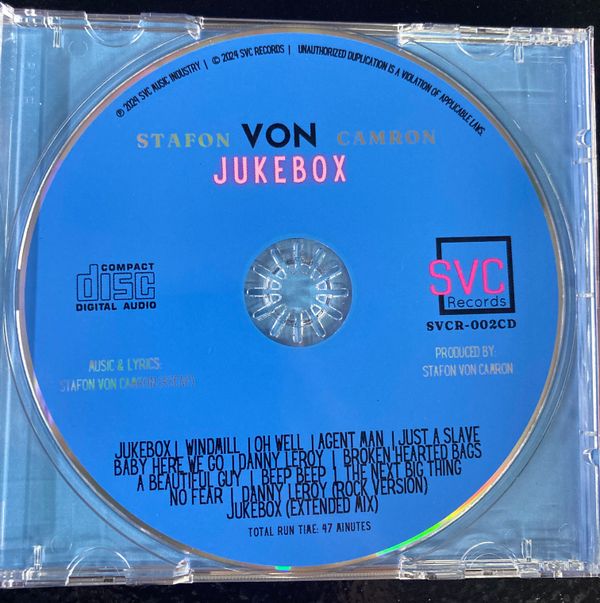 ℗ 2024 SVC MUSIC INDUSTRY | © 2024 SVC RECORDS | UNAUTHORIZED DUPLICATION IS A VIOLATION OF APPLICABLE LAWS.
STAFON VON CAMRON
JUKEBOX
COMPACT
disc
DIGITAL AUDIO
SVC
Records
SVCR-002CD
MUSIC & LYRICS:
STAFON VON CAMRON
PRODUCED BY:
STAFON VON CAMRON
JUKEBOX | WINDMILL | OH WELL | AGENT MAN | JUST A SLAVE
BABY HERE WE GO | DANNY LEROY | BROKEN HEARTED BAGS
A BEAUTIFUL GUY | BEEP BEEP | THE NEXT BIG THING
NO FEAR | DANNY LEROY (ROCK VERSION)
JUKEBOX (EXTENDED MIX)
TOTAL RUN TIME: 47 MINUTES